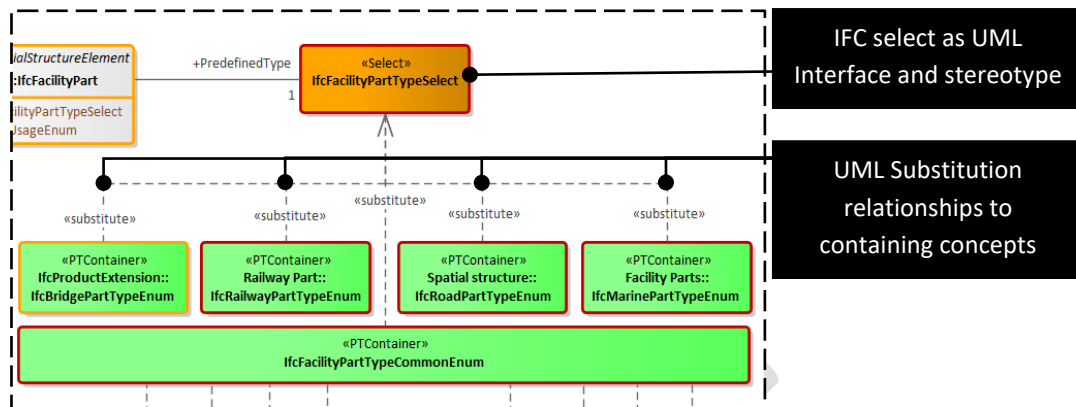 ialStructureElement
:IfcFacilityPart
ilityPartTypeSelect
UsageEnum
+PredefinedType
1
«Select»
IfcFacilityPartTypeSelect
IFC select as UML
Interface and stereotype
UML Substitution
relationships to
containing concepts
«substitute»
«substitute»
«substitute»
«substitute»
«substitute»
«PTContainer»
IfcProductExtension::
IfcBridgePartTypeEnum
«PTContainer»
Railway Part::
IfcRailwayPartTypeEnum
«PTContainer»
Spatial structure::
IfcRoadPartTypeEnum
«PTContainer»
Facility Parts::
IfcMarinePartTypeEnum
«PTContainer»
IfcFacilityPartTypeCommonEnum